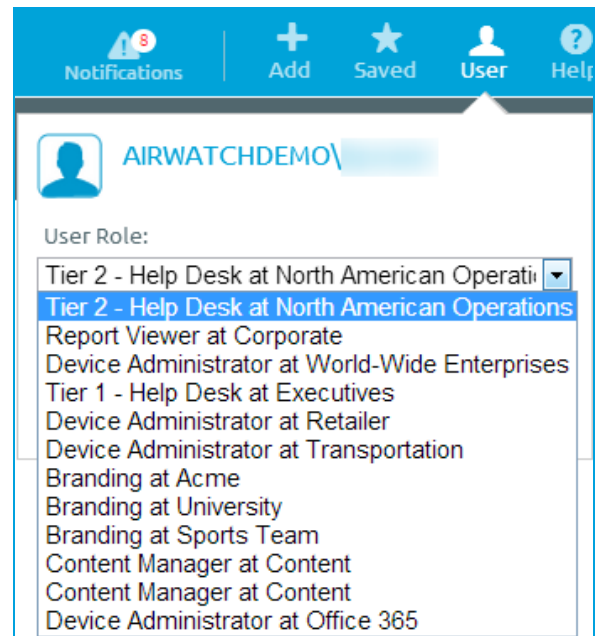 8
Notifications
Add
Saved
User
Help
AIRWATCHDEMO\
User Role:
Tier 2 - Help Desk at North American Operati
Tier 2 - Help Desk at North American Operations
Report Viewer at Corporate
Device Administrator at World-Wide Enterprises
Tier 1 - Help Desk at Executives
Device Administrator at Retailer
Device Administrator at Transportation
Branding at Acme
Branding at University
Branding at Sports Team
Content Manager at Content
Content Manager at Content
Device Administrator at Office 365